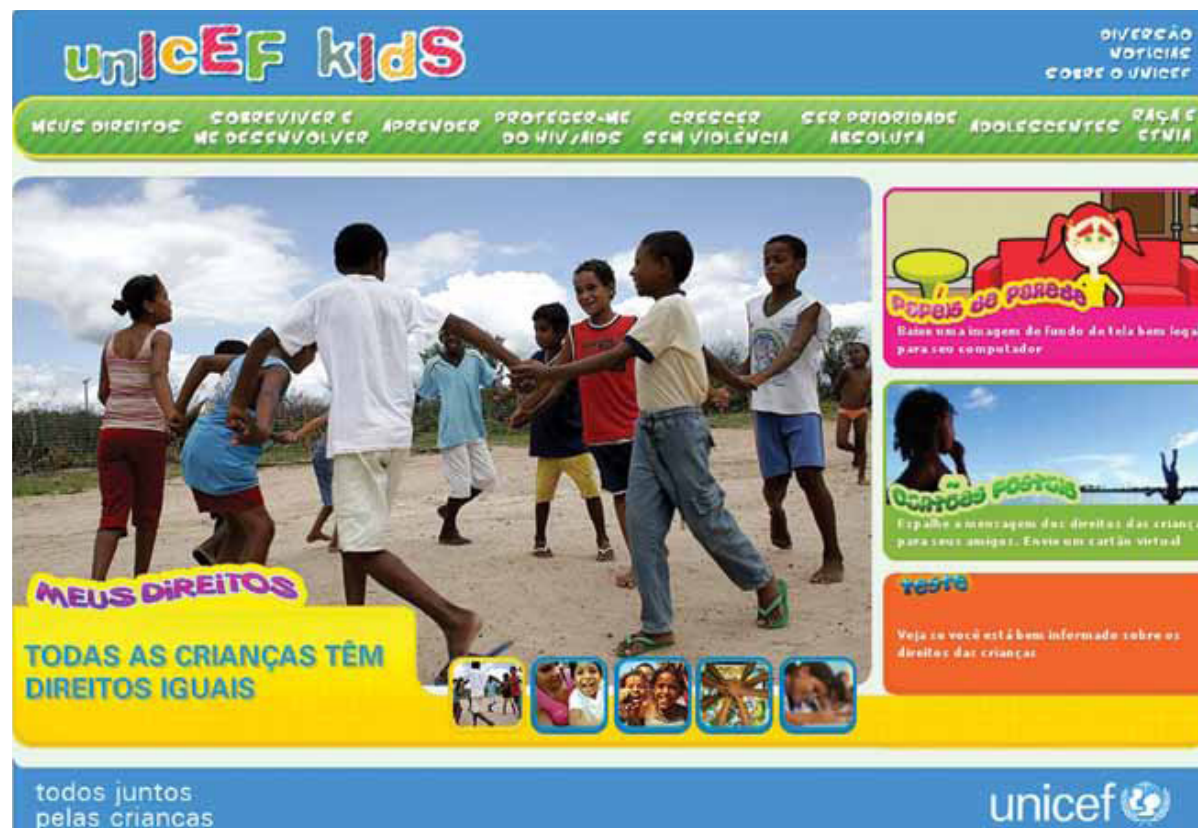 unicef kids
DIVERSÃO
NOTÍCIAS
SOBRE O UNICEF
MEUS DIREITOS
SOBREVIVER E
ME DESENVOLVER
APRENDER
PROTEGER-ME
DO HIV/AIDS
CRESCER
SEM VIOLÊNCIA
SER PRIORIDADE
ABSOLUTA
ADOLESCENTES
RAÇA E
ETNIA
Papéis de Parede
Baixe uma imagem de fundo de tela bem lega
para seu computador
Cartões Postais
Espalhe a mensagem dos direitos das criança
para seus amigos. Envie um cartão virtual
Teste
Veja se você está bem informado sobre os
direitos das crianças
MEUS DIREITOS
TODAS AS CRIANÇAS TÊM
DIREITOS IGUAIS
todos juntos
pelas crianças
unicef